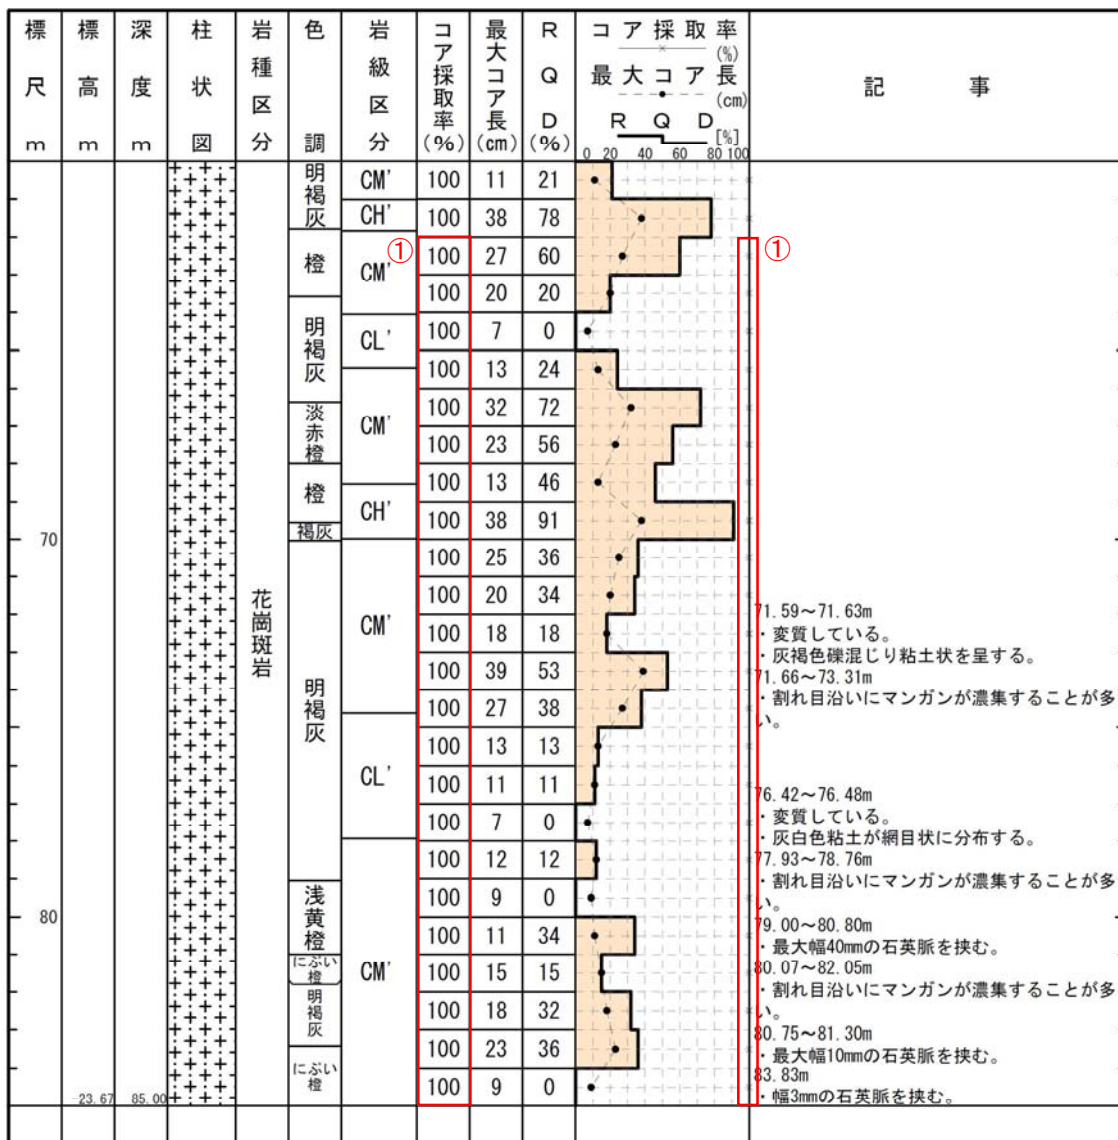 標尺m
標高m
深度m
柱状図
岩種区分
色調
岩級区分
コア採取率(%)
最大コア長(cm)
RQD(%)
コア採取率
(%)
最大コア長
(cm)
RQD
[%]
0 20 40 60 80 100
記事
明褐灰
CM'
100 11 21
CH'
100 38 78
①
①
橙
CM'
100 27 60
100 20 20
明褐灰
CL'
100 7 0
100 13 24
CM'
100 32 72
淡赤橙
100 23 56
橙
100 13 46
CH'
100 38 91
褐灰
70
100 25 36
花崗斑岩
明褐灰
CM'
100 20 34
100 18 18
100 39 53
100 27 38
71.59～71.63m
・変質している。
・灰褐色礫混じり粘土状を呈する。
71.66～73.31m
・割れ目沿いにマンガンが濃集することが多
い。
CL'
100 13 13
100 11 11
100 7 0
76.42～76.48m
・変質している。
・灰白色粘土が網目状に分布する。
77.93～78.76m
・割れ目沿いにマンガンが濃集することが多
い。
CM'
100 12 12
浅黄橙
100 9 0
80
100 11 34
79.00～80.80m
・最大幅40mmの石英脈を挟む。
にぶい橙
100 15 15
80.07～82.05m
・割れ目沿いにマンガンが濃集することが多
い。
明褐灰
100 18 32
100 23 36
80.75～81.30m
・最大幅10mmの石英脈を挟む。
にぶい橙
100 9 0
83.83m
・幅3mmの石英脈を挟む。
-23.67 85.00